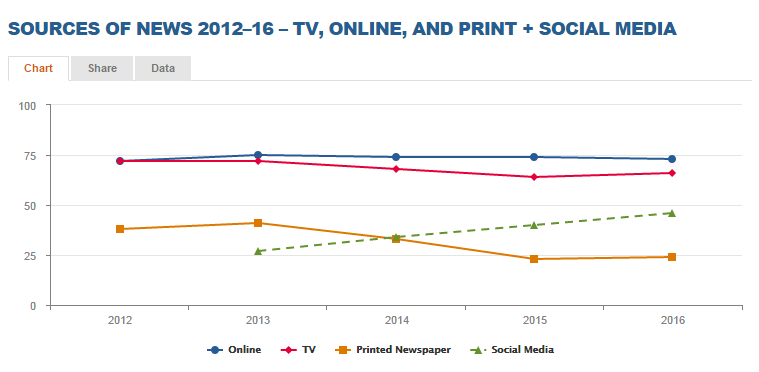 SOURCES OF NEWS 2012–16 – TV, ONLINE, AND PRINT + SOCIAL MEDIA
Chart Share Data
100
75
50
25
0
2012 2013 2014 2015 2016
Online TV Printed Newspaper Social Media